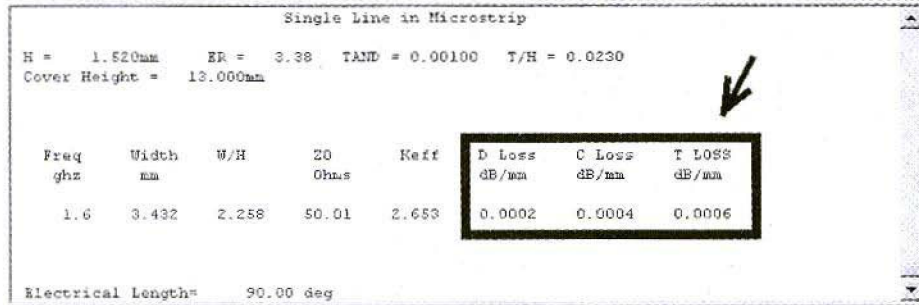 Single Line in Microstrip
H = 1.520mm ER = 3.38 TAND = 0.00100 T/H = 0.0230
Cover Height = 13.000mm
Freq Width W/H Z0 Keff D Loss C Loss T LOSS
ghz mm Ohms dB/mm dB/mm dB/mm
1.6 3.432 2.258 50.01 2.653 0.0002 0.0004 0.0006
Electrical Length= 90.00 deg